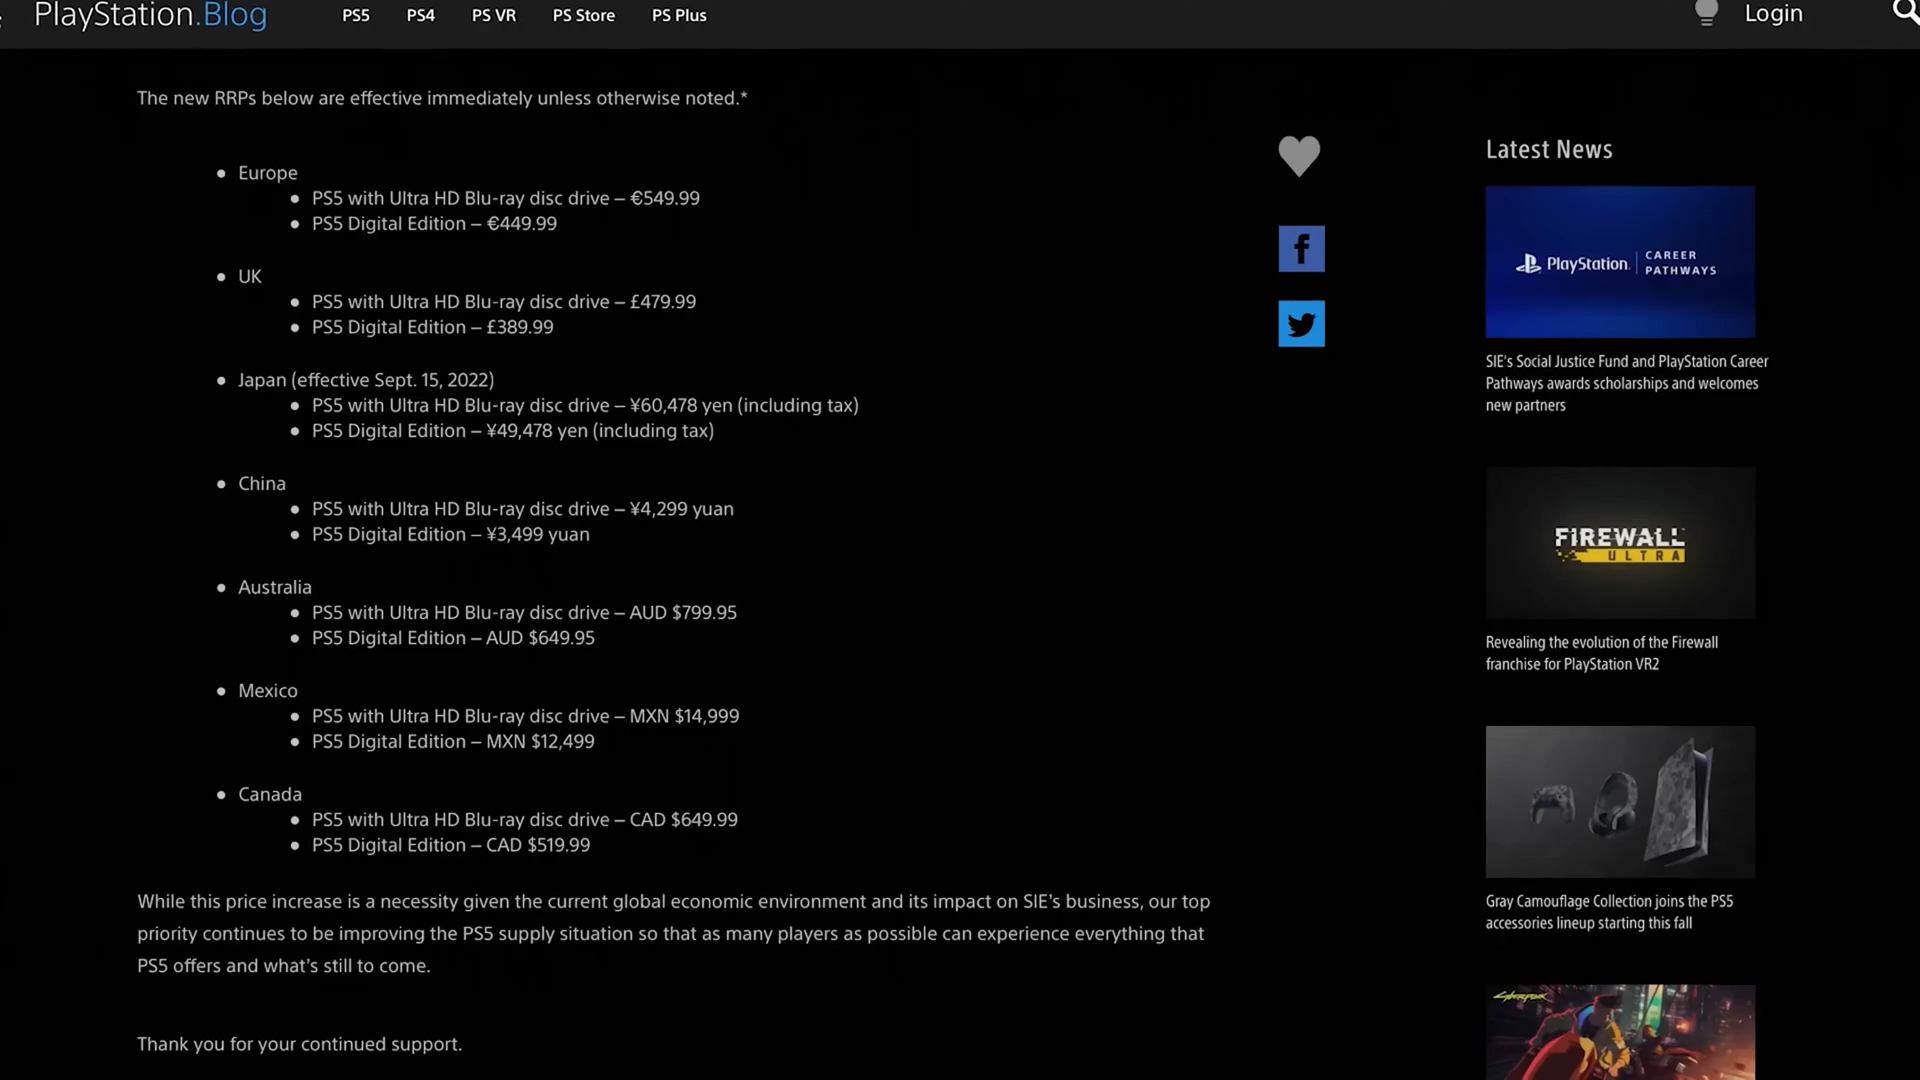 PlayStation.Blog
PS5 PS4 PS VR PS Store PS Plus
Login
The new RRPs below are effective immediately unless otherwise noted.*
• Europe
• PS5 with Ultra HD Blu-ray disc drive – €549.99
• PS5 Digital Edition – €449.99
• UK
• PS5 with Ultra HD Blu-ray disc drive – £479.99
• PS5 Digital Edition – £389.99
• Japan (effective Sept. 15, 2022)
• PS5 with Ultra HD Blu-ray disc drive – ¥60,478 yen (including tax)
• PS5 Digital Edition – ¥49,478 yen (including tax)
• China
• PS5 with Ultra HD Blu-ray disc drive – ¥4,299 yuan
• PS5 Digital Edition – ¥3,499 yuan
• Australia
• PS5 with Ultra HD Blu-ray disc drive – AUD $799.95
• PS5 Digital Edition – AUD $649.95
• Mexico
• PS5 with Ultra HD Blu-ray disc drive – MXN $14,999
• PS5 Digital Edition – MXN $12,499
• Canada
• PS5 with Ultra HD Blu-ray disc drive – CAD $649.99
• PS5 Digital Edition – CAD $519.99
While this price increase is a necessity given the current global economic environment and its impact on SIE's business, our top
priority continues to be improving the PS5 supply situation so that as many players as possible can experience everything that
PS5 offers and what's still to come.
Thank you for your continued support.
Latest News
PlayStation. CAREER
PATHWAYS
SIE's Social Justice Fund and PlayStation Career
Pathways awards scholarships and welcomes
new partners
FIREWALL
ULTRA
Revealing the evolution of the Firewall
franchise for PlayStation VR2
Gray Camouflage Collection joins the PS5
accessories lineup starting this fall
Cyberpunk